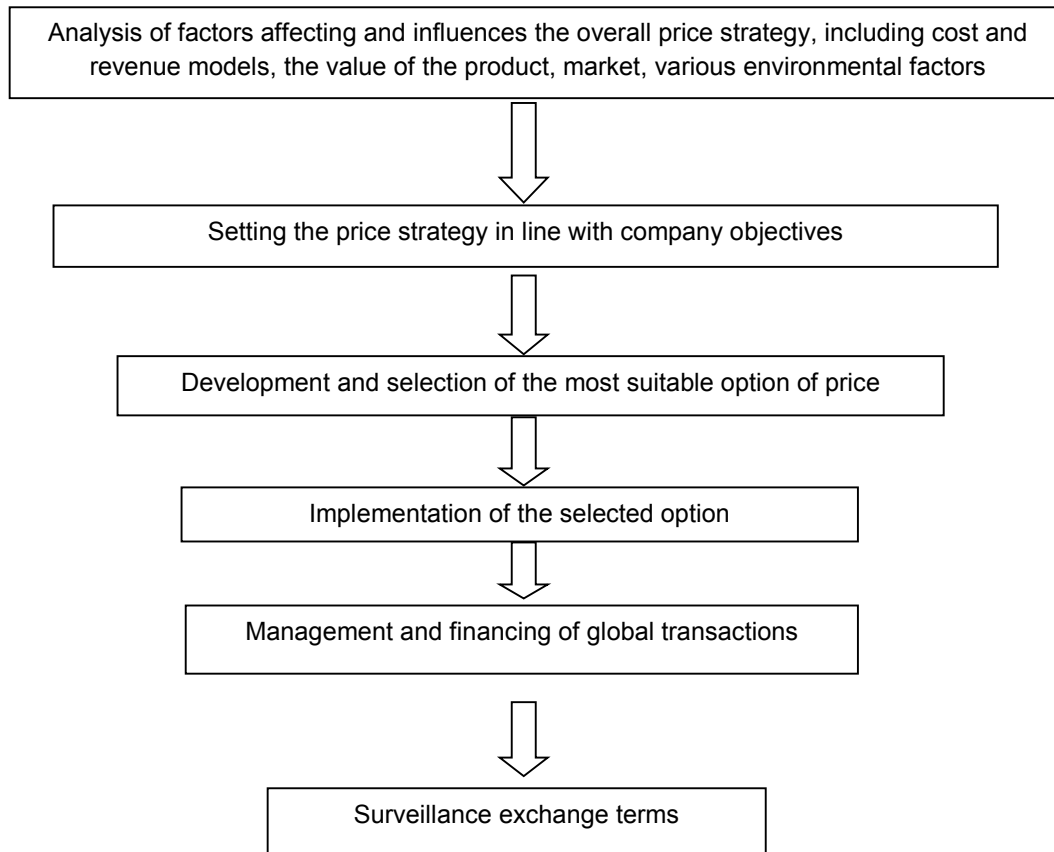 Analysis of factors affecting and influences the overall price strategy, including cost and
revenue models, the value of the product, market, various environmental factors
Setting the price strategy in line with company objectives
Development and selection of the most suitable option of price
Implementation of the selected option
Management and financing of global transactions
Surveillance exchange terms